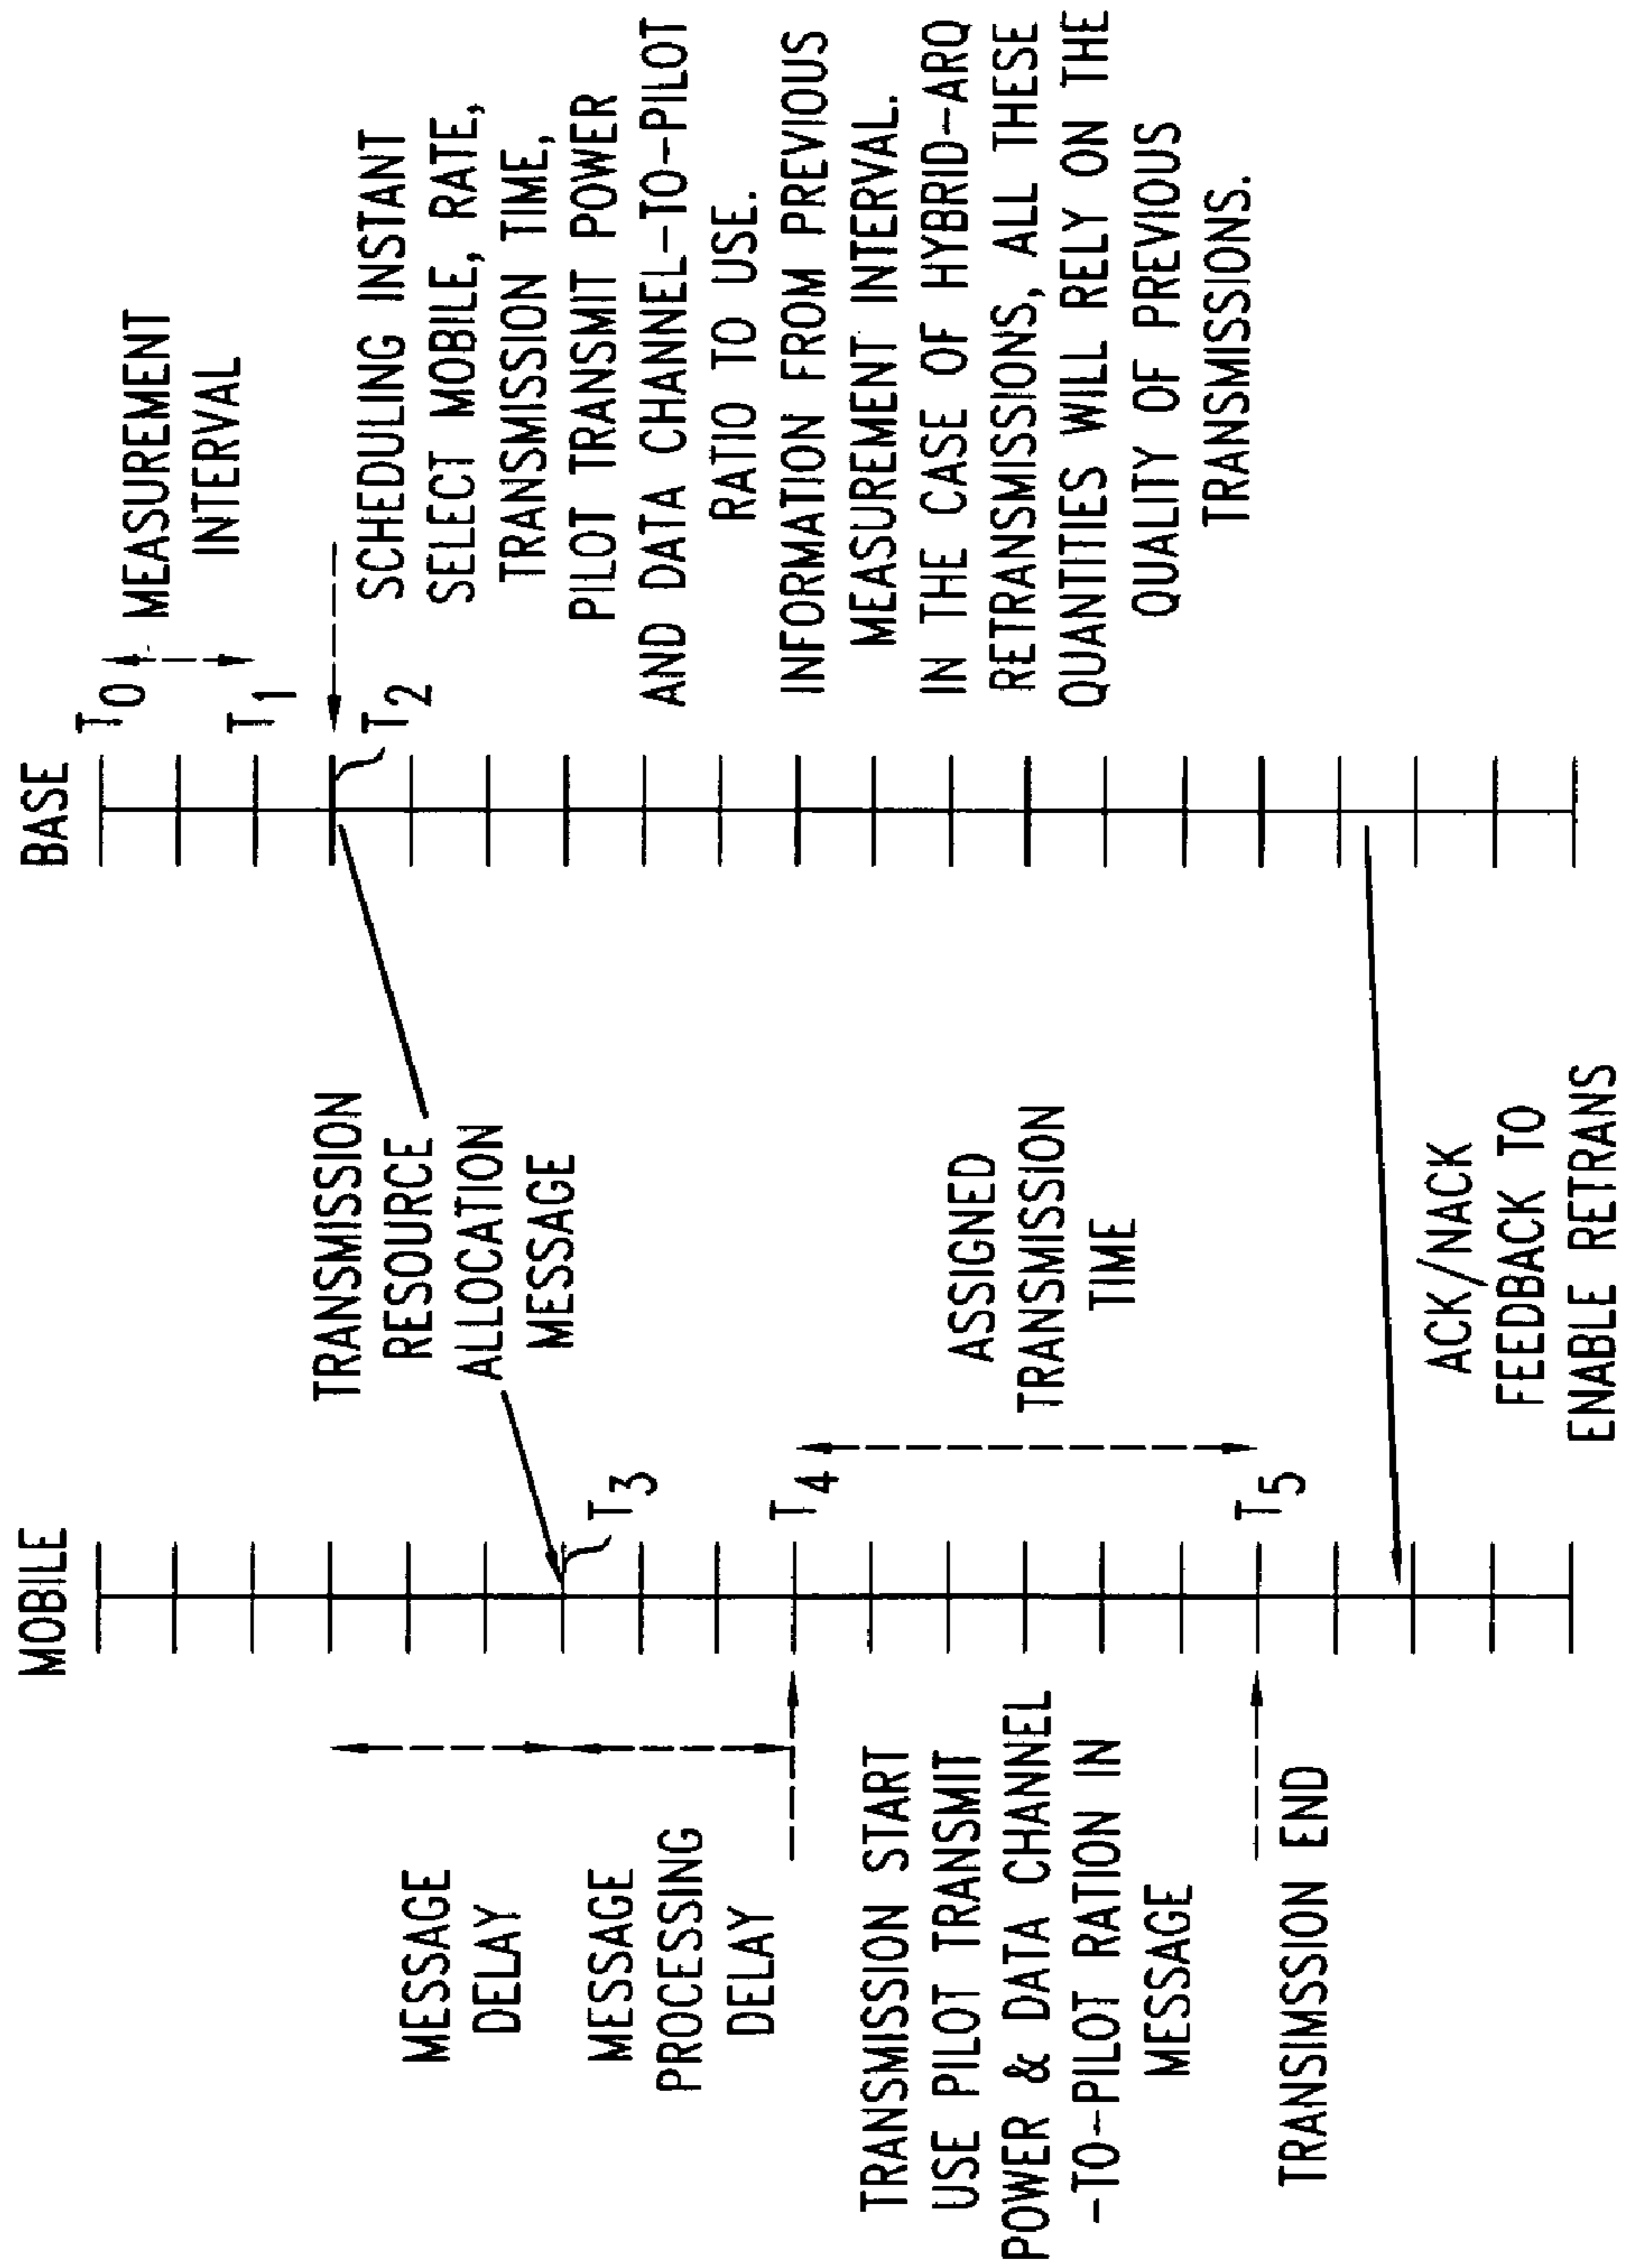 MOBILE
BASE
T0
MEASUREMENT
INTERVAL
T1
T2
SCHEDULING INSTANT
SELECT MOBILE, RATE,
TRANSMISSION TIME,
PILOT TRANSMIT POWER
AND DATA CHANNEL-TO-PILOT
RATIO TO USE.
INFORMATION FROM PREVIOUS
MEASUREMENT INTERVAL.
IN THE CASE OF HYBRID-ARQ
RETRANSMISSIONS, ALL THESE
QUANTITIES WILL RELY ON THE
QUALITY OF PREVIOUS
TRANSMISSIONS.
TRANSMISSION
RESOURCE
ALLOCATION
MESSAGE
MESSAGE
DELAY
T3
MESSAGE
PROCESSING
DELAY
T4
TRANSMISSION START
USE PILOT TRANSMIT
POWER & DATA CHANNEL
-TO-PILOT RATION IN
MESSAGE
ASSIGNED
TRANSMISSION
TIME
T5
TRANSIMSSION END
ACK/NACK
FEEDBACK TO
ENABLE RETRANS